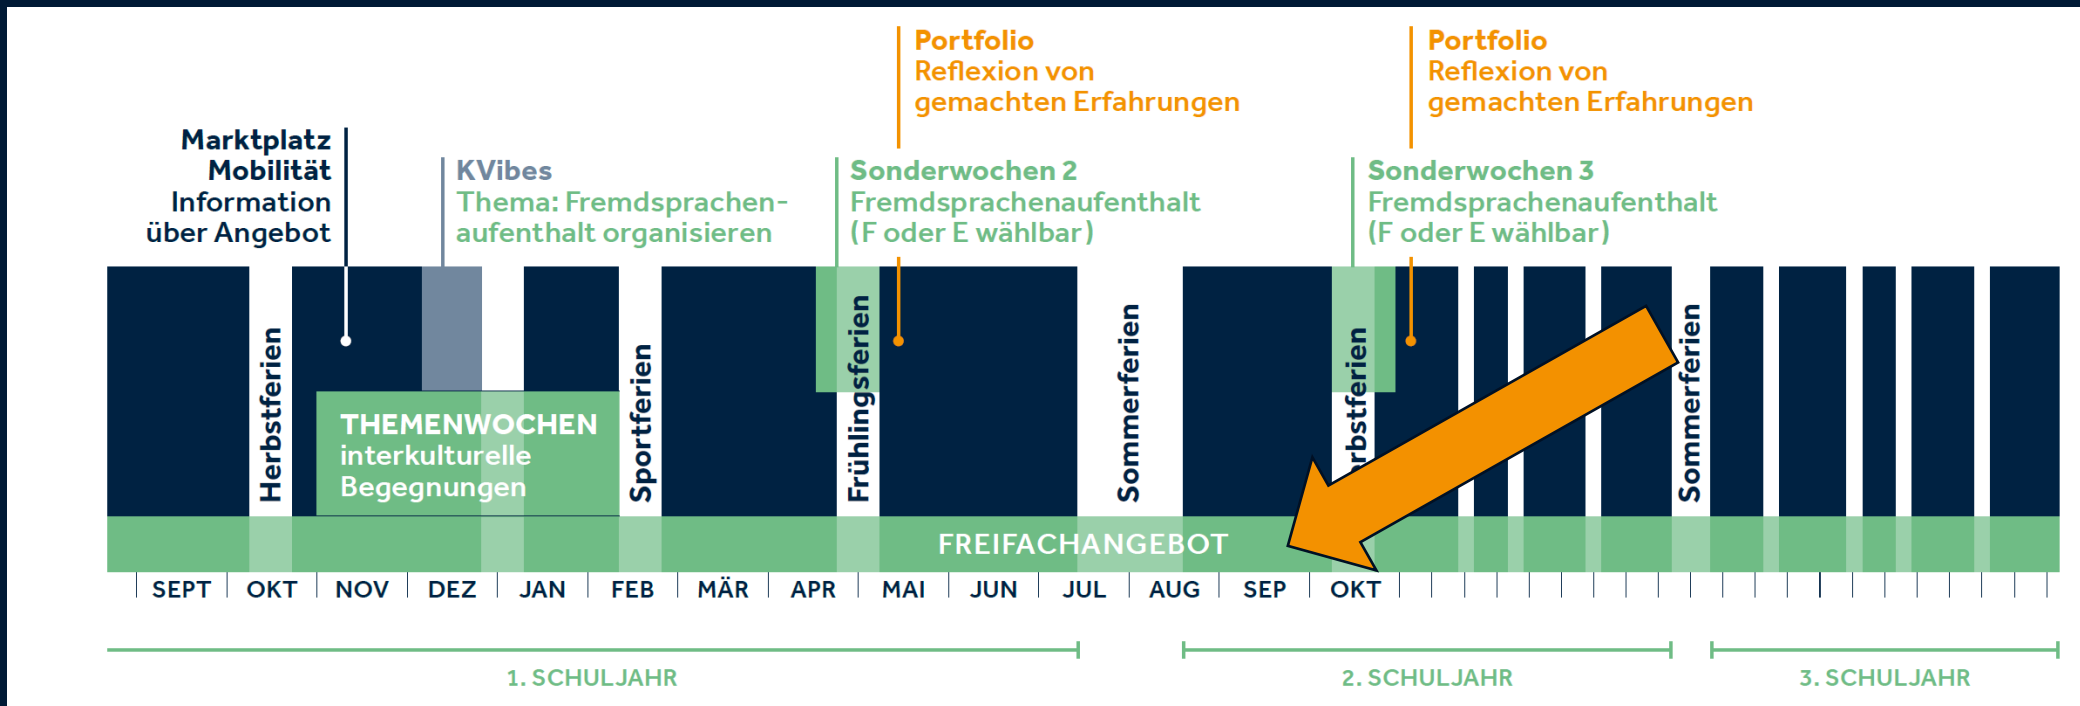 Portfolio
Reflexion von
gemachten Erfahrungen
Portfolio
Reflexion von
gemachten Erfahrungen
Marktplatz
Mobilität
Information
über Angebot
KVibes
Thema: Fremdsprachen-
aufenthalt organisieren
Sonderwochen 2
Fremdsprachenaufenthalt
(F oder E wählbar)
Sonderwochen 3
Fremdsprachenaufenthalt
(F oder E wählbar)
Herbstferien
THEMENWOCHEN
interkulturelle
Begegnungen
Sportferien
Frühlingsferien
Sommerferien
erbstferien
Sommerferien
FREIFACHANGEBOT
SEPT OKT NOV DEZ JAN FEB MÄR APR MAI JUN JUL AUG SEP OKT
1. SCHULJAHR
2. SCHULJAHR
3. SCHULJAHR